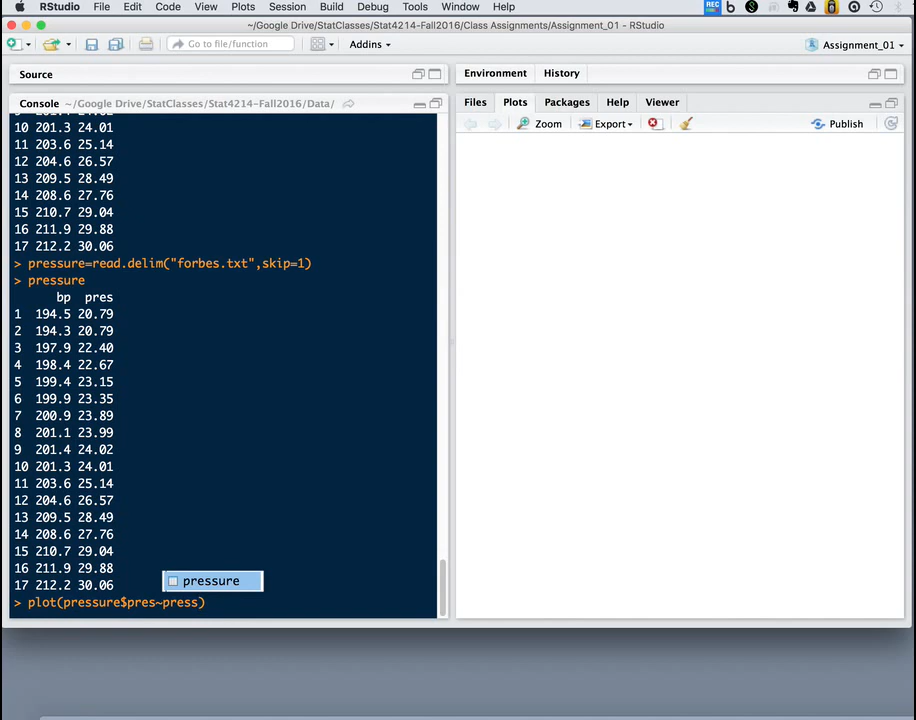 RStudio File Edit Code View Plots Session Build Debug Tools Window Help REC
~/Google Drive/StatClasses/Stat4214-Fall2016/Class Assignments/Assignment_01 - RStudio
Go to file/function Addins Assignment_01
Source
Environment History
Console ~/Google Drive/StatClasses/Stat4214-Fall2016/Data/
Files Plots Packages Help Viewer
Zoom Export Publish
10 201.3 24.01
11 203.6 25.14
12 204.6 26.57
13 209.5 28.49
14 208.6 27.76
15 210.7 29.04
16 211.9 29.88
17 212.2 30.06
> pressure=read.delim("forbes.txt",skip=1)
> pressure
bp pres
1 194.5 20.79
2 194.3 20.79
3 197.9 22.40
4 198.4 22.67
5 199.4 23.15
6 199.9 23.35
7 200.9 23.89
8 201.1 23.99
9 201.4 24.02
10 201.3 24.01
11 203.6 25.14
12 204.6 26.57
13 209.5 28.49
14 208.6 27.76
15 210.7 29.04
16 211.9 29.88
17 212.2 30.06
pressure
> plot(pressure$pres~press)